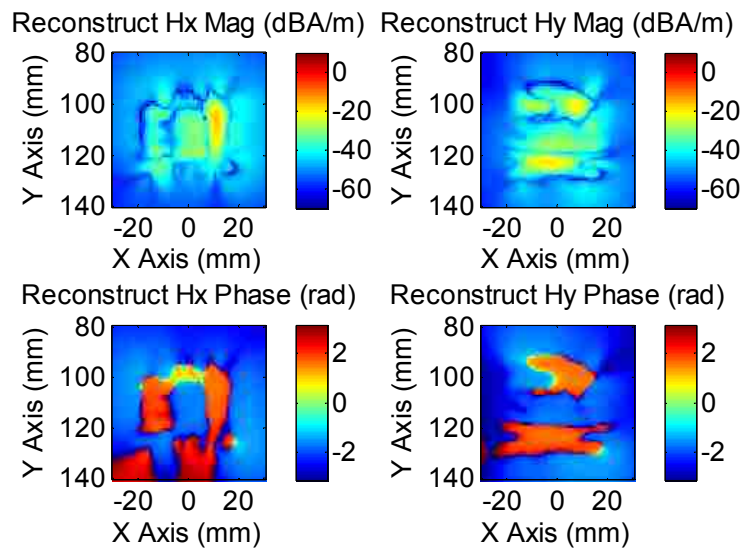 Reconstruct Hx Mag (dBA/m)
80
100
120
140
Y Axis (mm)
-20 0 20
X Axis (mm)
0
-20
-40
-60
Reconstruct Hy Mag (dBA/m)
80
100
120
140
Y Axis (mm)
-20 0 20
X Axis (mm)
0
-20
-40
-60
Reconstruct Hx Phase (rad)
80
100
120
140
Y Axis (mm)
-20 0 20
X Axis (mm)
2
0
-2
Reconstruct Hy Phase (rad)
80
100
120
140
Y Axis (mm)
-20 0 20
X Axis (mm)
2
0
-2